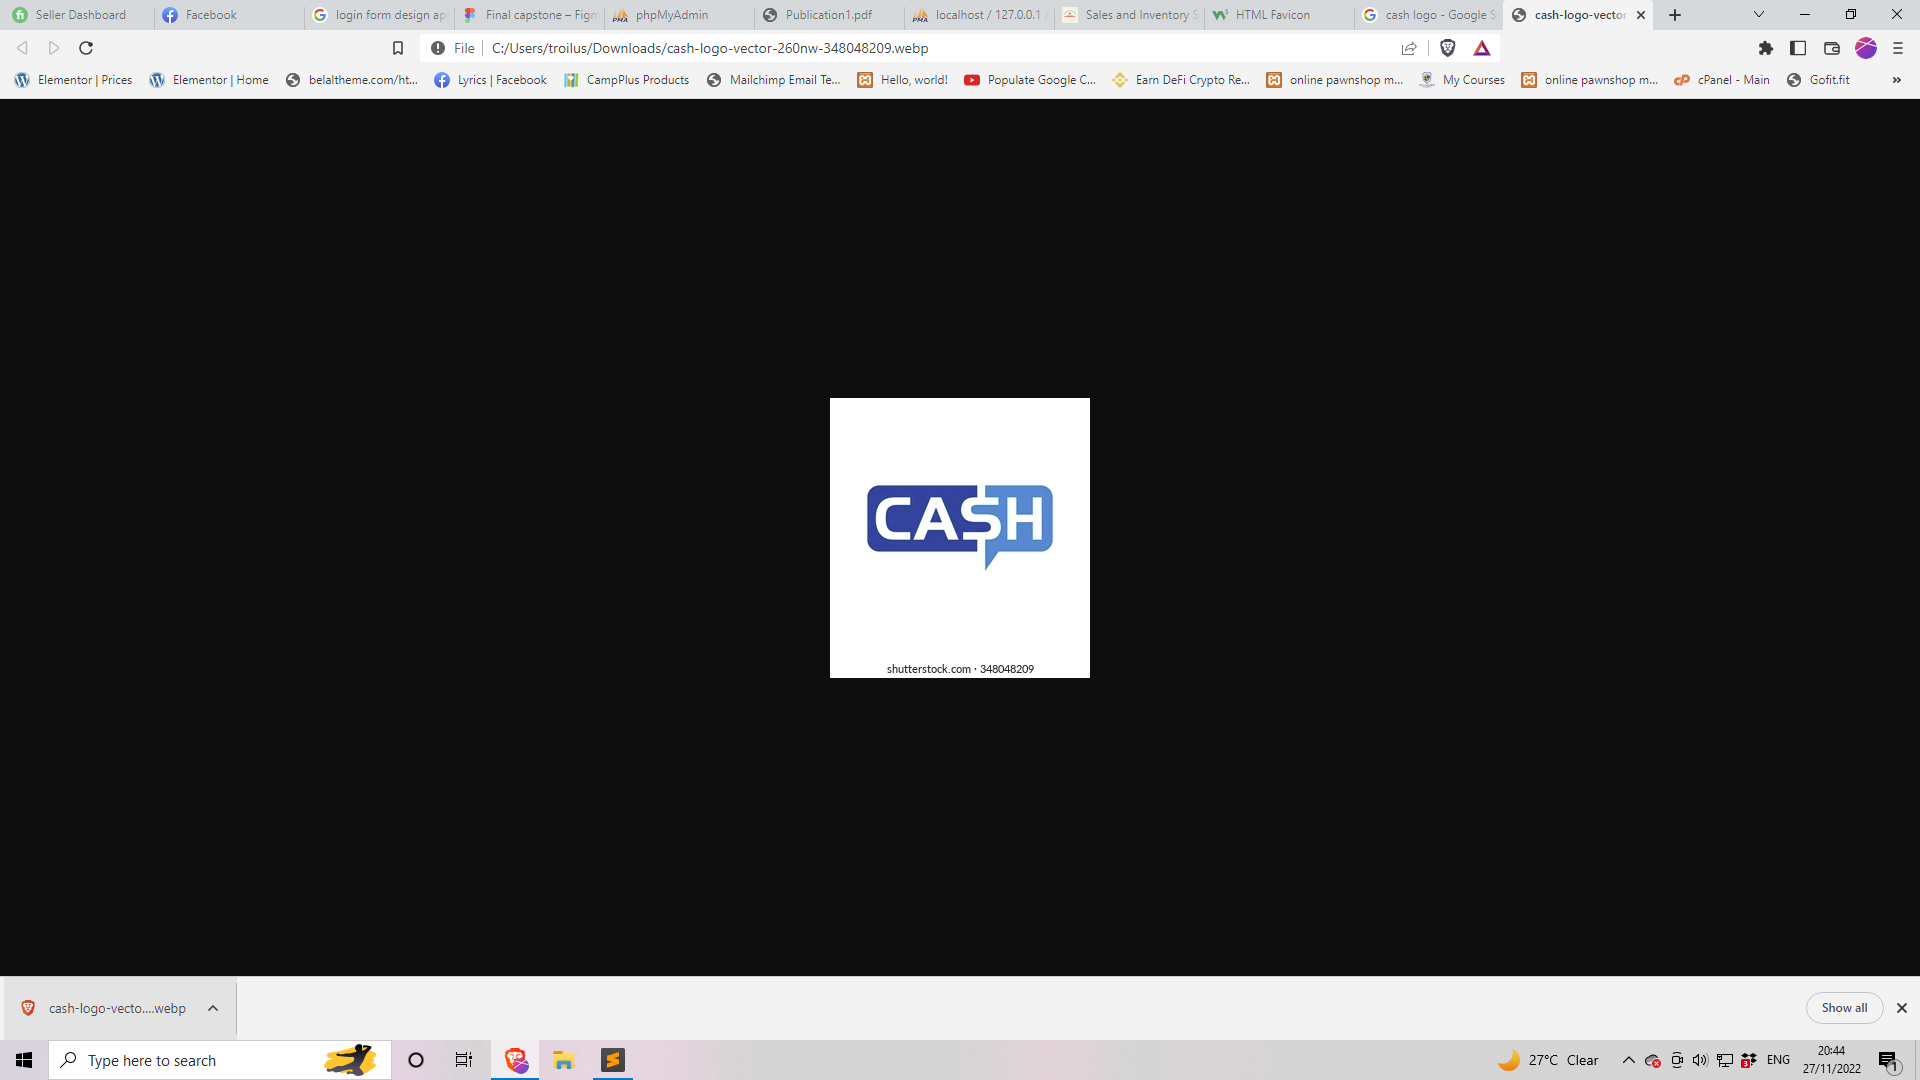 Seller Dashboard
Facebook
login form design ap
Final capstone – Figm
phpMyAdmin
Publication1.pdf
localhost / 127.0.0.1 /
Sales and Inventory S
HTML Favicon
cash logo - Google S
cash-logo-vector
File
C:/Users/troilus/Downloads/cash-logo-vector-260nw-348048209.webp
Elementor | Prices
Elementor | Home
belaltheme.com/ht...
Lyrics | Facebook
CampPlus Products
Mailchimp Email Te...
Hello, world!
Populate Google C...
Earn DeFi Crypto Re...
online pawnshop m...
My Courses
online pawnshop m...
cPanel - Main
Gofit.fit
»
CASH
shutterstock.com · 348048209
cash-logo-vecto....webp
Show all
Type here to search
27°C Clear
3
ENG
20:44
27/11/2022
1